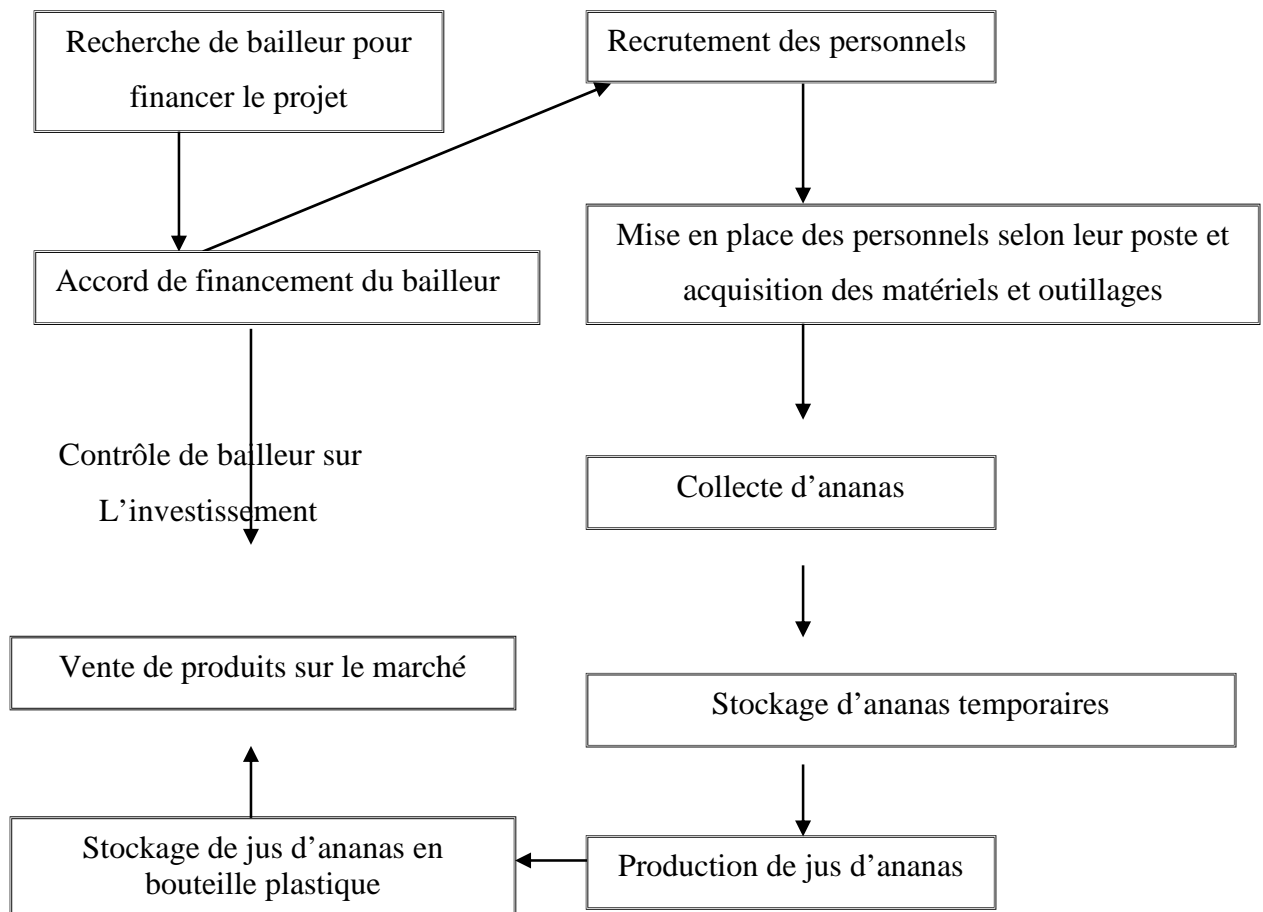 Recherche de bailleur pour
financer le projet
Recrutement des personnels
Accord de financement du bailleur
Mise en place des personnels selon leur poste et
acquisition des matériels et outillages
Contrôle de bailleur sur
L’investissement
Collecte d’ananas
Vente de produits sur le marché
Stockage d’ananas temporaires
Stockage de jus d’ananas en
bouteille plastique
Production de jus d’ananas